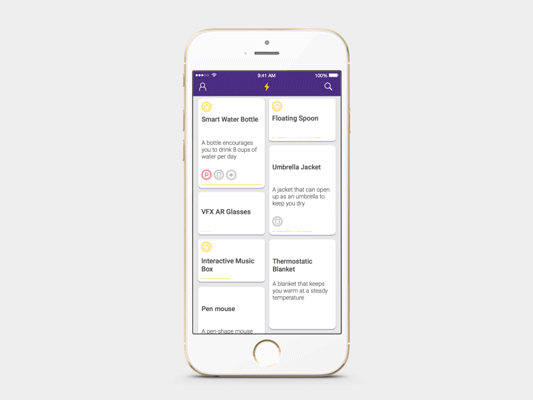 9:41 AM
100%
Smart Water Bottle
A bottle encourages
you to drink 8 cups of
water per day
P
VFX AR Glasses
Interactive Music
Box
Pen mouse
A pen-shape mouse
Floating Spoon
Umbrella Jacket
A jacket that can open
up as an umbrella to
keep you dry
Thermostatic
Blanket
A blanket that keeps
you warm at a steady
temperature